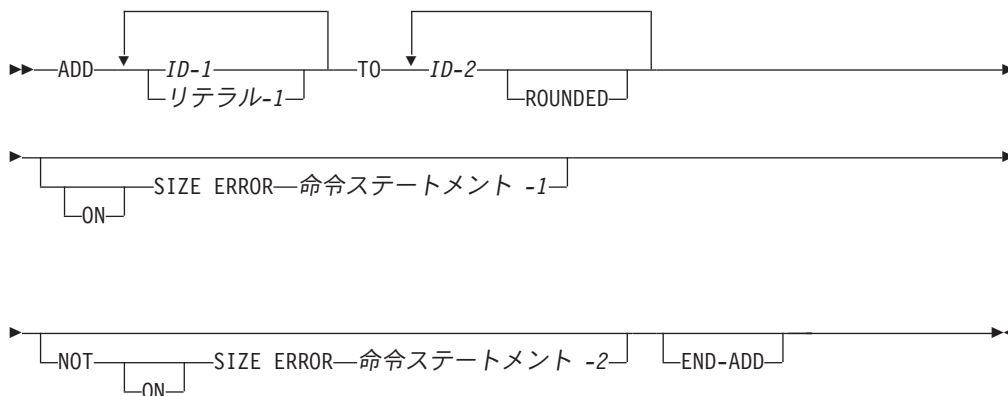 ADD ID-1 TO ID-2
リテラル-1 ROUNDED
SIZE ERROR 命令ステートメント -1
ON
NOT SIZE ERROR 命令ステートメント -2 END-ADD
ON